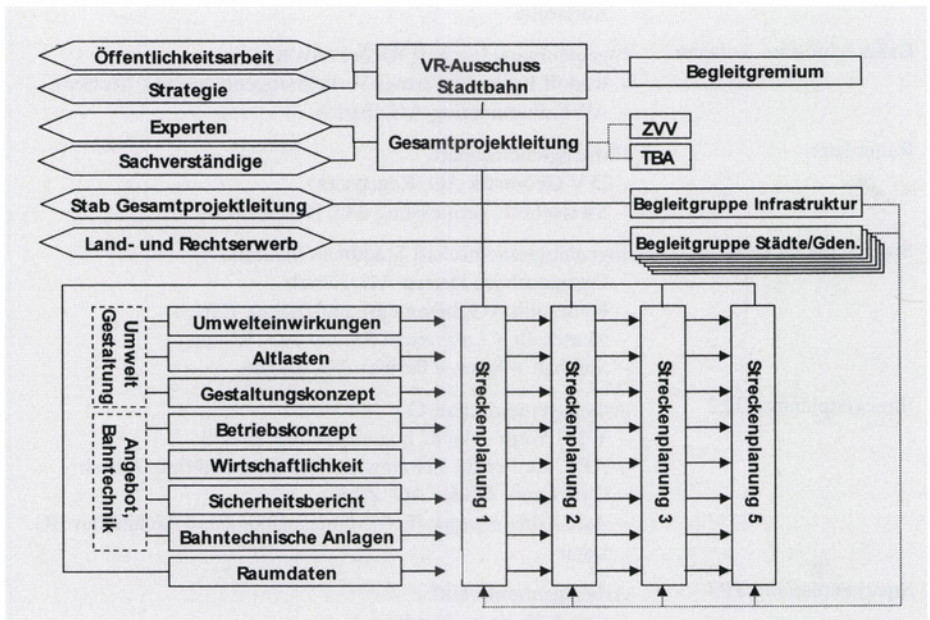 Öffentlichkeitsarbeit
Strategie
Experten
Sachverständige
Stab Gesamtprojektleitung
Land- und Rechtserwerb
VR-Ausschuss
Stadtbahn
Gesamtprojektleitung
Begleitgremium
ZVV
TBA
Begleitgruppe Infrastruktur
Begleitgruppe Städte/Gden.
Umwelt
Gestaltung
Angebot,
Bahntechnik
Umwelteinwirkungen
Altlasten
Gestaltungskonzept
Betriebskonzept
Wirtschaftlichkeit
Sicherheitsbericht
Bahntechnische Anlagen
Raumdaten
Streckenplanung 1
Streckenplanung 2
Streckenplanung 3
Streckenplanung 5